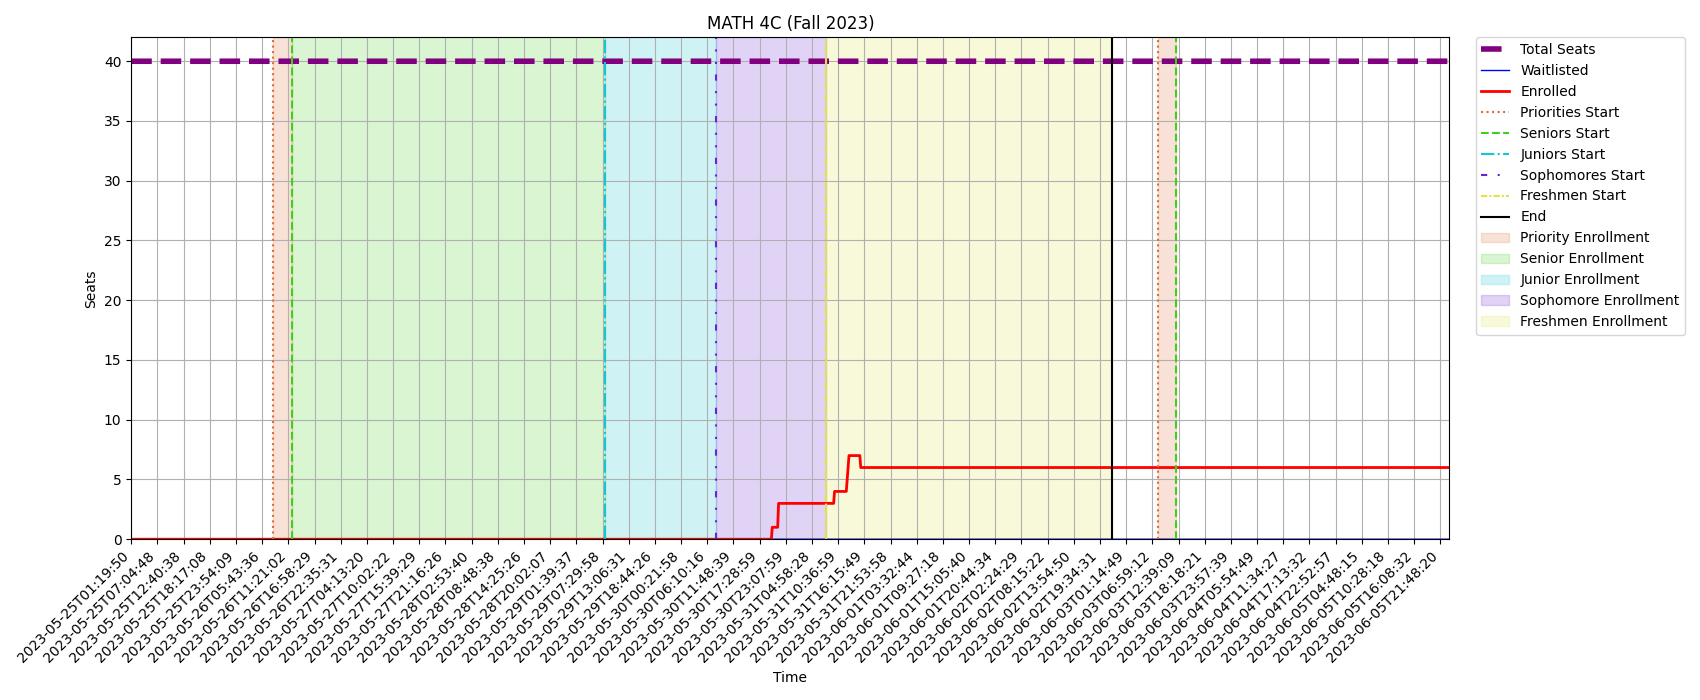 MATH 4C (Fall 2023)
40
35
30
25
20
15
10
5
0
Seats
2023-05-25T01:19:50
2023-05-25T07:04:48
2023-05-25T12:40:38
2023-05-25T18:17:08
2023-05-25T23:54:09
2023-05-26T05:43:36
2023-05-26T11:21:02
2023-05-26T16:58:29
2023-05-26T22:35:31
2023-05-27T04:13:20
2023-05-27T10:02:22
2023-05-27T15:39:29
2023-05-27T21:16:26
2023-05-28T02:53:40
2023-05-28T08:48:38
2023-05-28T14:25:26
2023-05-28T20:02:07
2023-05-29T01:39:37
2023-05-29T07:29:58
2023-05-29T13:06:31
2023-05-29T18:44:26
2023-05-30T00:21:58
2023-05-30T06:10:16
2023-05-30T11:48:39
2023-05-30T17:28:59
2023-05-30T23:07:59
2023-05-31T04:58:28
2023-05-31T10:36:59
2023-05-31T16:15:49
2023-05-31T21:53:58
2023-06-01T03:32:44
2023-06-01T09:27:18
2023-06-01T15:05:40
2023-06-01T20:44:34
2023-06-02T02:24:29
2023-06-02T08:15:22
2023-06-02T13:54:50
2023-06-02T19:34:31
2023-06-03T01:14:49
2023-06-03T06:59:12
2023-06-03T12:39:09
2023-06-03T18:18:21
2023-06-03T23:57:39
2023-06-04T05:54:49
2023-06-04T11:34:27
2023-06-04T17:13:32
2023-06-04T22:52:57
2023-06-05T04:48:15
2023-06-05T10:28:18
2023-06-05T16:08:32
2023-06-05T21:48:20
Time
Total Seats
Waitlisted
Enrolled
Priorities Start
Seniors Start
Juniors Start
Sophomores Start
Freshmen Start
End
Priority Enrollment
Senior Enrollment
Junior Enrollment
Sophomore Enrollment
Freshmen Enrollment